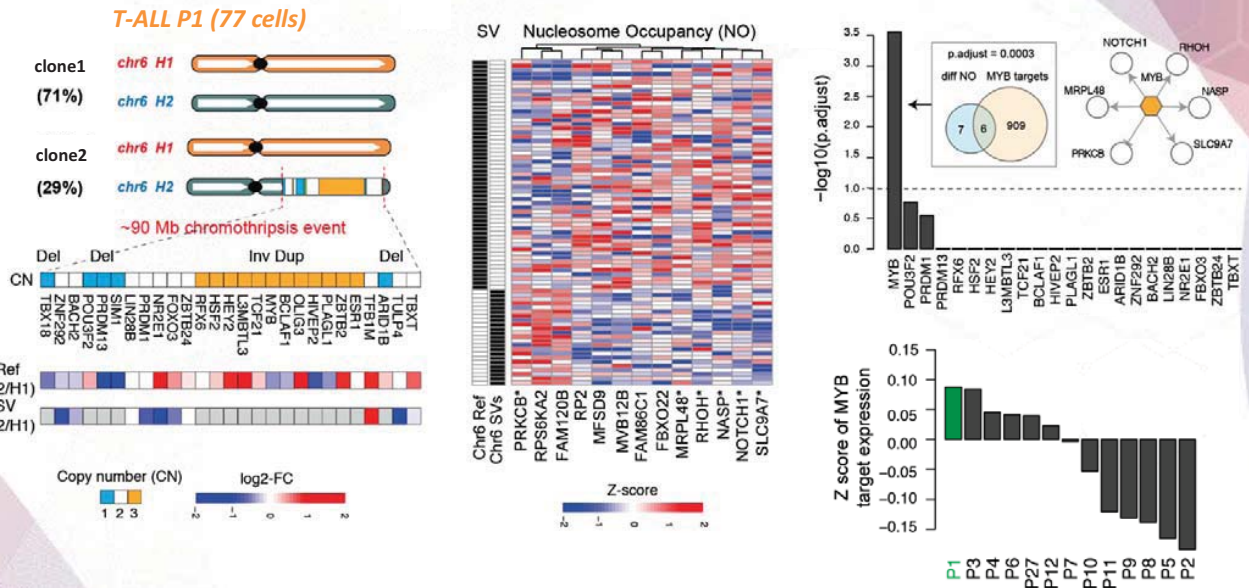 T-ALL P1 (77 cells)
clone1
(71%)
chr6 H1
chr6 H2
clone2
(29%)
chr6 H1
chr6 H2
~90 Mb chromothripsis event
Del
Del
Inv Dup
Del
CN
TBX18
ZNF292
BACH2
POU3F2
PRDM13
SIM1
LIN28B
PRDM1
NR2E1
FOXO3
ZBTB24
RFX6
HSF2
HEY2
L3MBTL3
TCF21
MYB
BCLAF1
OLIG3
HIVEP2
PLAGL1
ZBTB2
ESR1
TFB1M
ARID1B
TULP4
TBXT
Ref
2/H1)
SV
2/H1)
Copy number (CN)
1 2 3
log2-FC
-2 -1 0 1 2
SV
Nucleosome Occupancy (NO)
Chr6 Ref
Chr6 SVs
PRKCB*
RPS6KA2
FAM120B
RP2
MFSD9
MVB12B
FAM86C1
FBXO22
MRPL48*
RHOH*
NASP*
NOTCH1*
SLC9A7*
Z-score
-2 -1 0 1 2
-log10(p.adjust)
3.5
3.0
2.5
2.0
1.5
1.0
0.5
0.0
p.adjust = 0.0003
diff NO MYB targets
7 6 909
NOTCH1
RHOH
MYB
MRPL48
NASP
PRKCB
SLC9A7
MYB
POU3F2
PRDM1
PRDM13
RFX6
HSF2
HEY2
L3MBTL3
TCF21
BCLAF1
HIVEP2
PLAGL1
ZBTB2
ESR1
ARID1B
ZNF292
BACH2
LIN28B
NR2E1
FBXO3
ZBTB24
TBXT
Z score of MYB
target expression
0.15
0.10
0.05
0.00
-0.05
-0.10
-0.15
P1
P3
P4
P6
P27
P12
P7
P10
P11
P9
P8
P5
P2